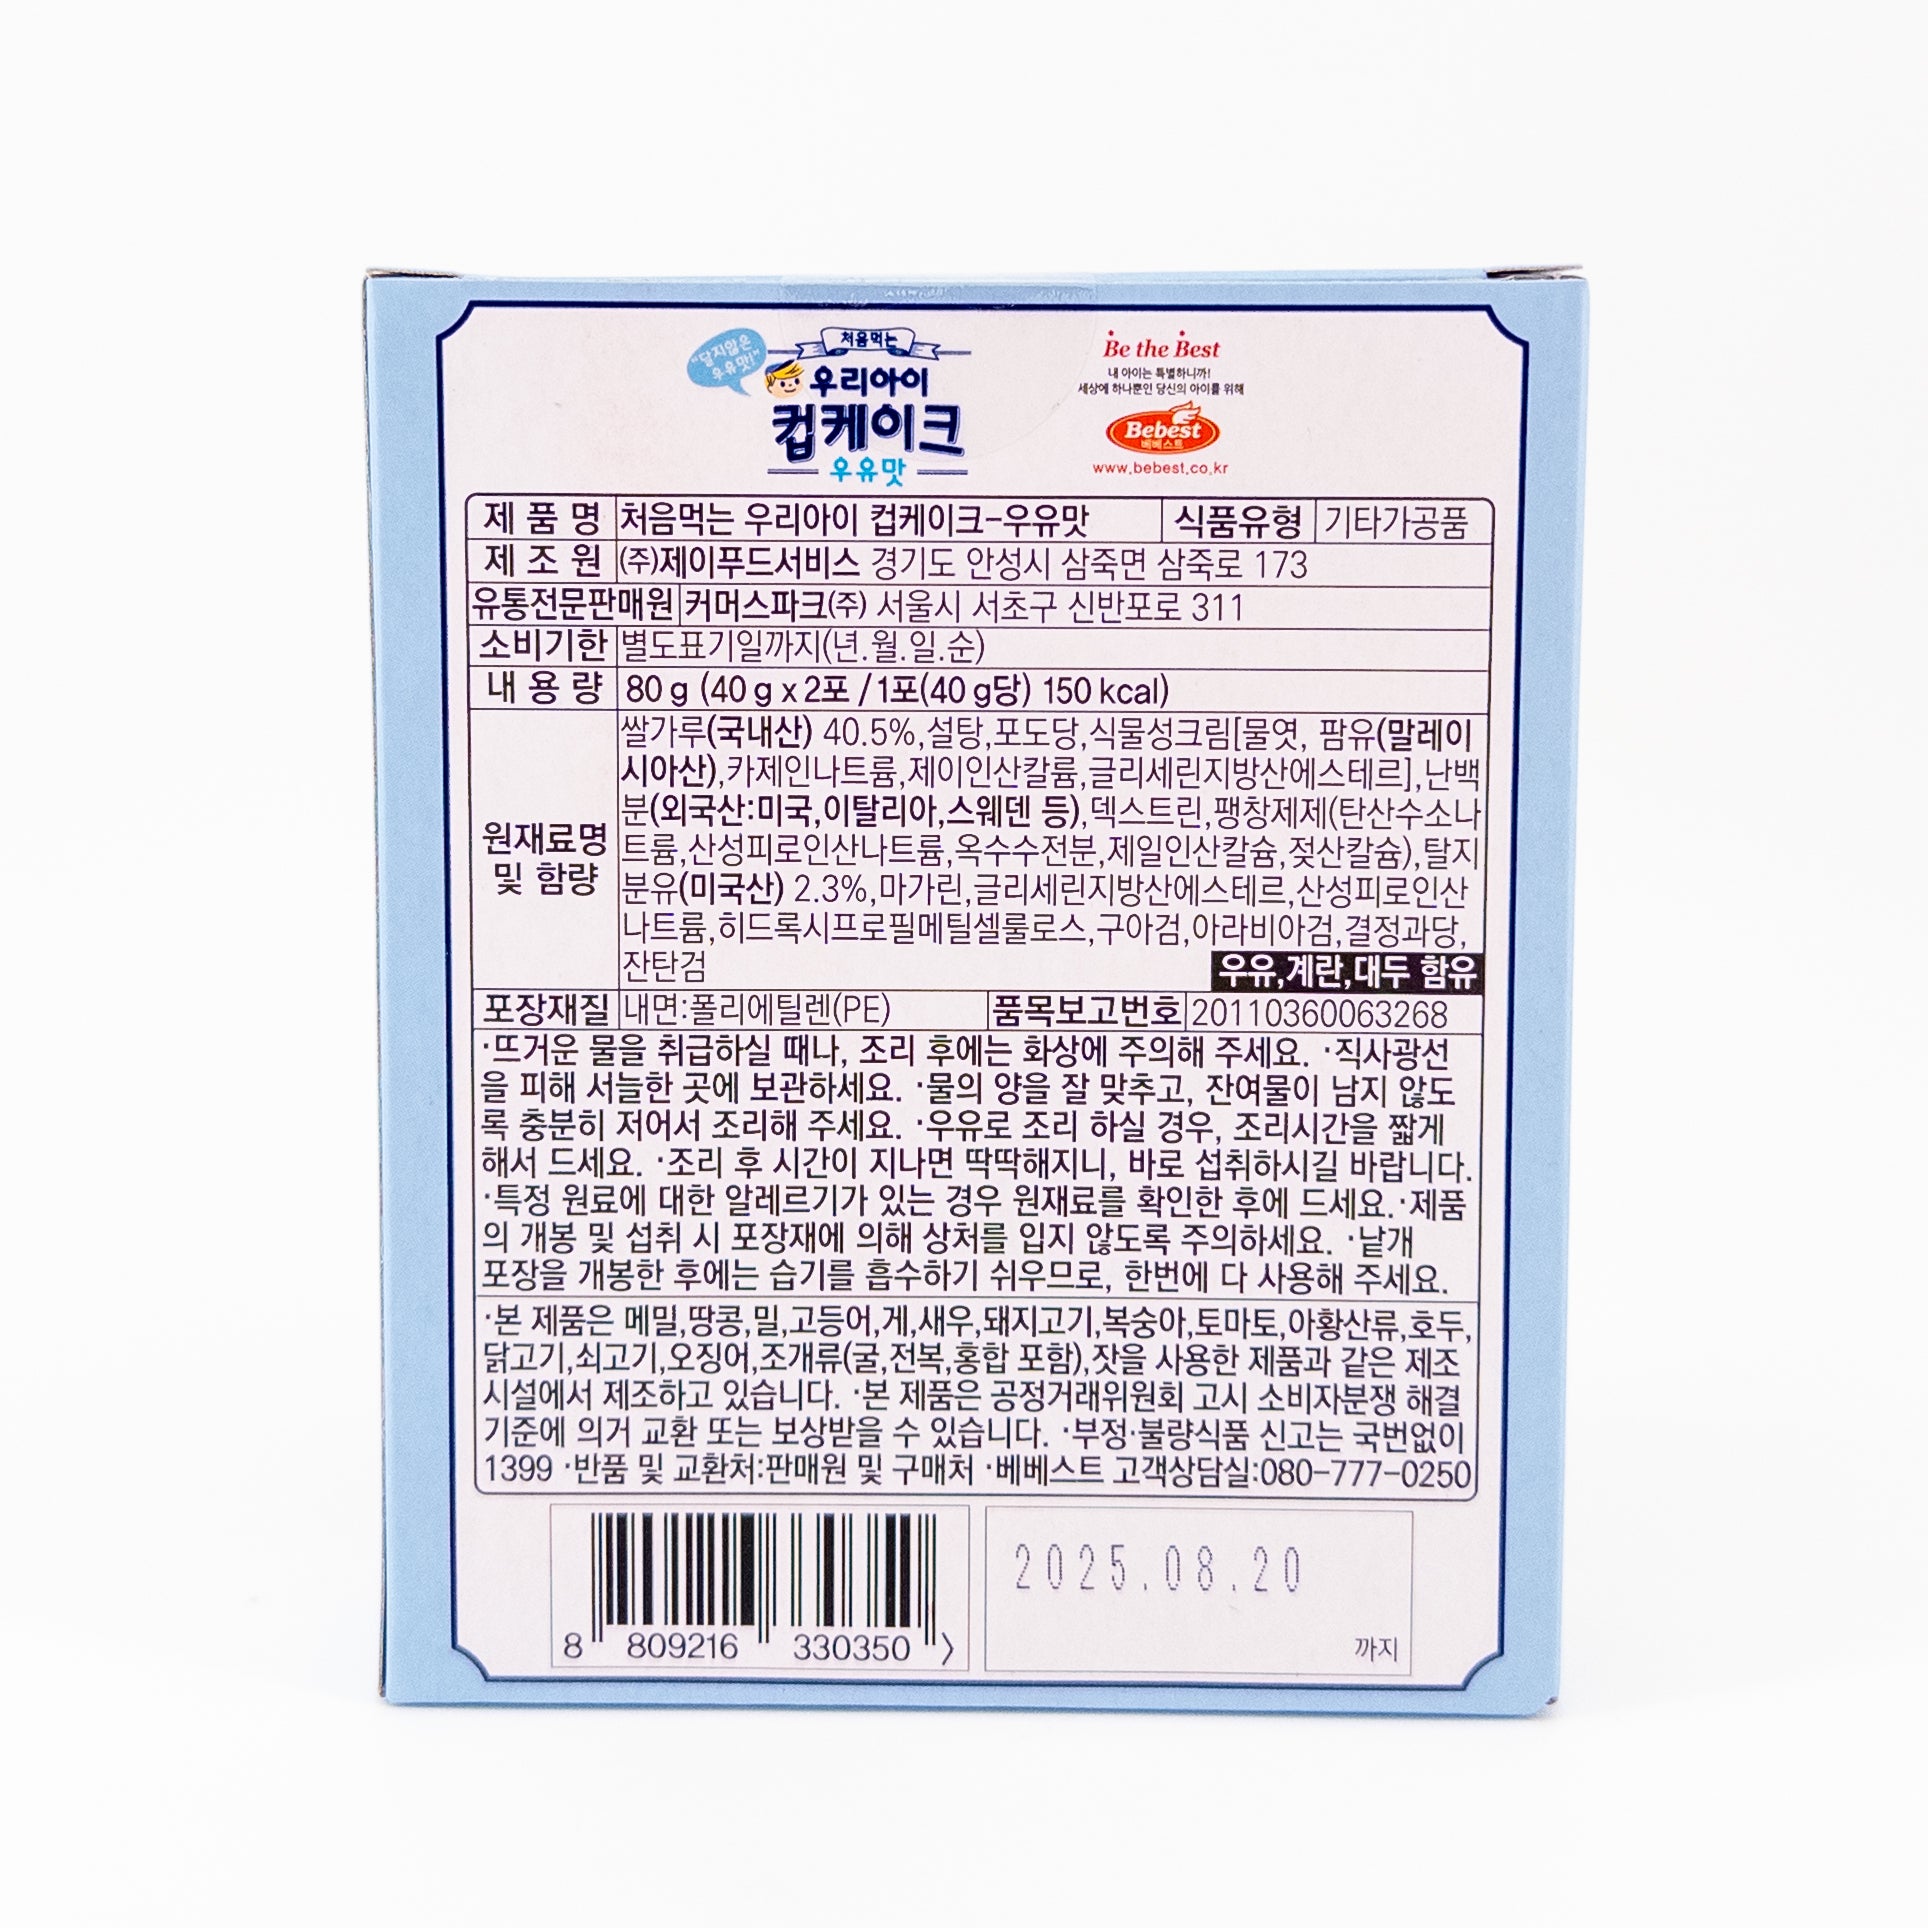 "달지않은
우유맛!"
처음먹는
우리아이
컵케이크
우유맛
Be the Best
내 아이는 특별하니까!
세상에 하나뿐인 당신의 아이를 위해
Bebest
베베스트
www.bebest.co.kr
제 품 명 처음먹는 우리아이 컵케이크-우유맛 식품유형 기타가공품
제 조 원 (주)제이푸드서비스 경기도 안성시 삼죽면 삼죽로 173
유통전문판매원 커머스파크(주) 서울시 서초구 신반포로 311
소비기한 별도표기일까지(년.월.일.순)
내 용 량 80 g (40 g x 2포 / 1포(40 g당) 150 kcal)
원재료명
및 함량
쌀가루(국내산) 40.5%,설탕,포도당,식물성크림[물엿, 팜유(말레이
시아산),카제인나트륨,제이인산칼륨,글리세린지방산에스테르],난백
분(외국산:미국,이탈리아,스웨덴 등),덱스트린,팽창제제(탄산수소나
트륨,산성피로인산나트륨,옥수수전분,제일인산칼슘,젖산칼슘),탈지
분유(미국산) 2.3%,마가린,글리세린지방산에스테르,산성피로인산
나트륨,히드록시프로필메틸셀룰로스,구아검,아라비아검,결정과당,
잔탄검 우유,계란,대두 함유
포장재질 내면:폴리에틸렌(PE) 품목보고번호 20110360063268
·뜨거운 물을 취급하실 때나, 조리 후에는 화상에 주의해 주세요. ·직사광선
을 피해 서늘한 곳에 보관하세요. ·물의 양을 잘 맞추고, 잔여물이 남지 않도
록 충분히 저어서 조리해 주세요. ·우유로 조리 하실 경우, 조리시간을 짧게
해서 드세요. ·조리 후 시간이 지나면 딱딱해지니, 바로 섭취하시길 바랍니다.
·특정 원료에 대한 알레르기가 있는 경우 원재료를 확인한 후에 드세요. ·제품
의 개봉 및 섭취 시 포장재에 의해 상처를 입지 않도록 주의하세요. ·낱개
포장을 개봉한 후에는 습기를 흡수하기 쉬우므로, 한번에 다 사용해 주세요.
·본 제품은 메밀,땅콩,밀,고등어,게,새우,돼지고기,복숭아,토마토,아황산류,호두,
닭고기,쇠고기,오징어,조개류(굴,전복,홍합 포함),잣을 사용한 제품과 같은 제조
시설에서 제조하고 있습니다. ·본 제품은 공정거래위원회 고시 소비자분쟁 해결
기준에 의거 교환 또는 보상받을 수 있습니다. ·부정·불량식품 신고는 국번없이
1399 ·반품 및 교환처:판매원 및 구매처 ·베베스트 고객상담실:080-777-0250
8 809216 330350 >
2025.08.20
까지